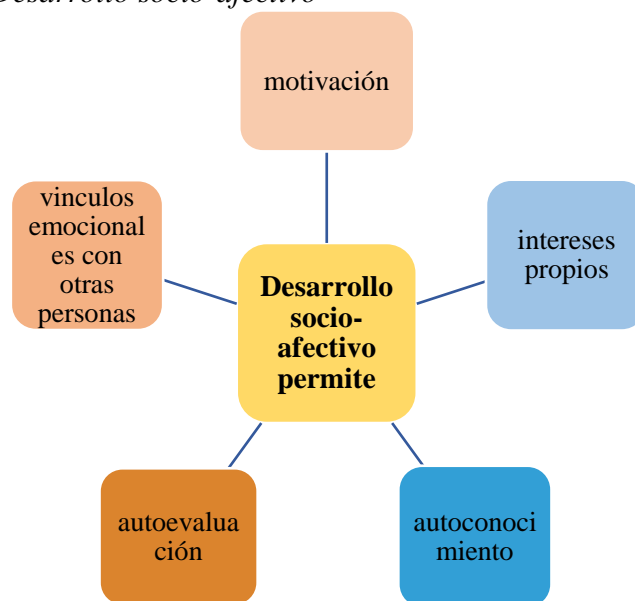 Desarrollo socio-afectivo
motivación
vinculos
emocional
es con
otras
personas
intereses
propios
Desarrollo
socio-
afectivo
permite
autoevalua
ción
autoconoci
miento